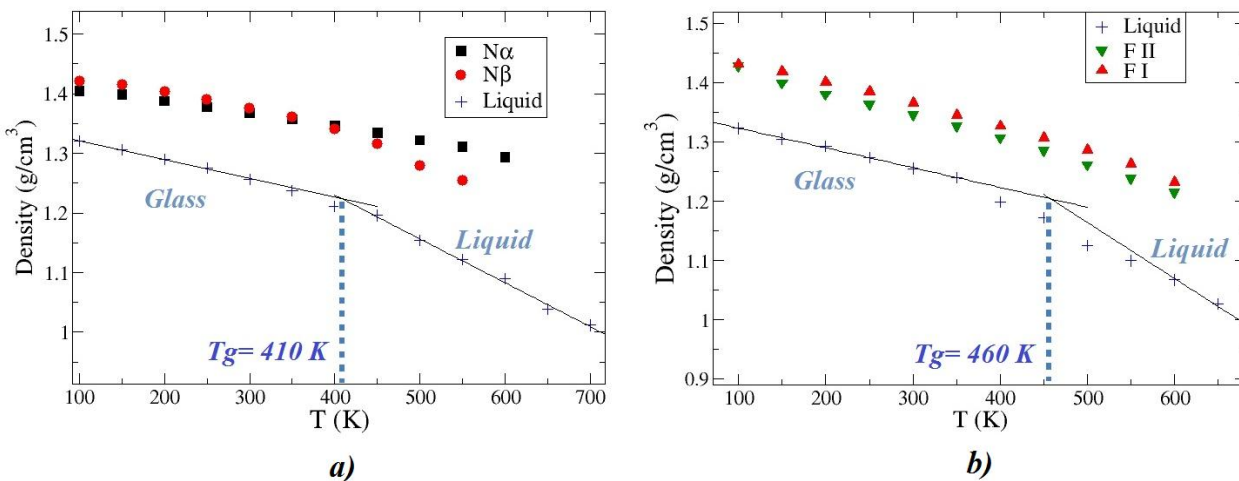 1.5
Nα
Nβ
Liquid
1.4
Density (g/cm³)
1.3
Glass
1.2
Liquid
1.1
1
Tg= 410 K
100 200 300 400 500 600 700
T (K)
a)
1.5
Liquid
F II
F I
1.4
1.3
Density (g/cm³)
Glass
1.2
Liquid
1.1
1
Tg= 460 K
0.9
100 200 300 400 500 600
T (K)
b)